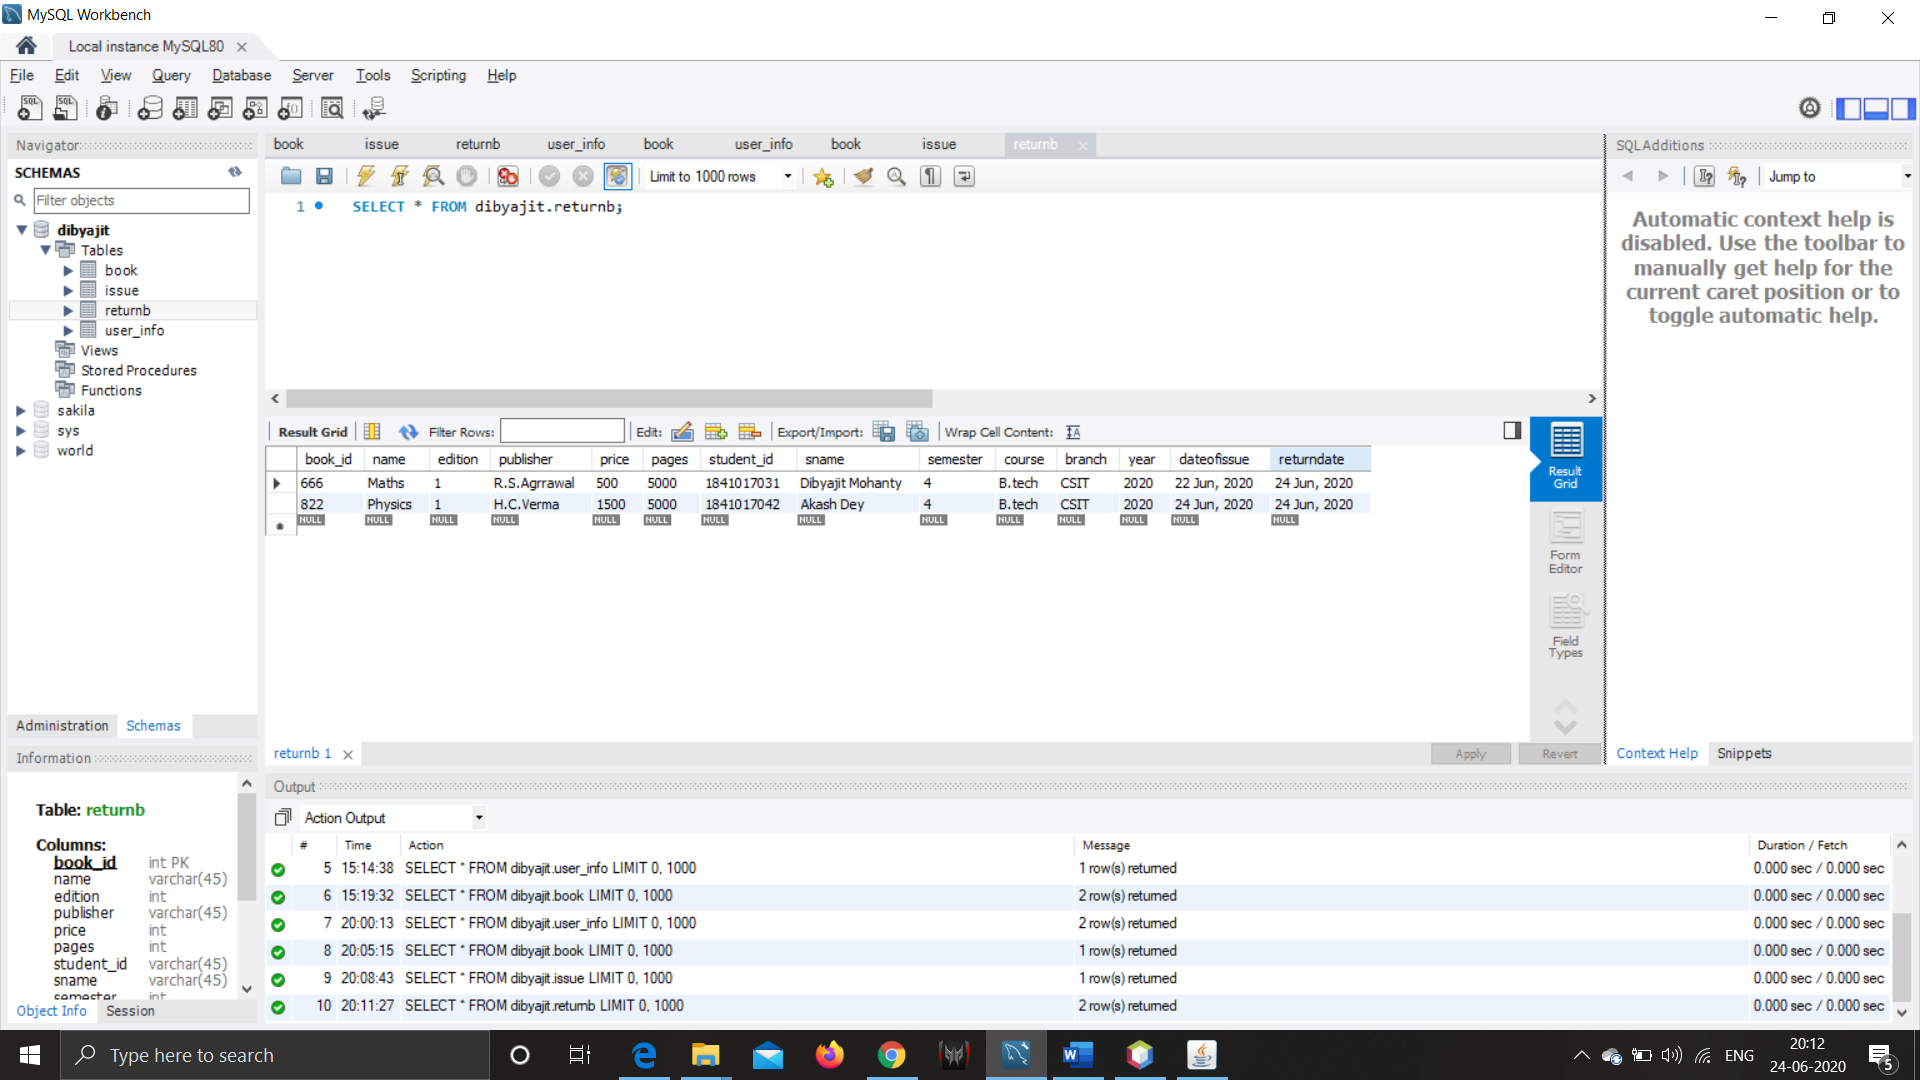 MySQL Workbench
Local instance MySQL80
File Edit View Query Database Server Tools Scripting Help
Navigator
SCHEMAS
Filter objects
dibyajit
Tables
book
issue
returnb
user_info
Views
Stored Procedures
Functions
sakila
sys
world
Administration Schemas
Information
Table: returnb
Columns:
book_id int PK
name varchar(45)
edition int
publisher varchar(45)
price int
pages int
student_id varchar(45)
sname varchar(45)
semester int
Object Info Session
book issue returnb user_info book user_info book issue returnb
Limit to 1000 rows
1 SELECT * FROM dibyajit.returnb;
Result Grid Filter Rows: Edit: Export/Import: Wrap Cell Content:
book_id name edition publisher price pages student_id sname semester course branch year dateofissue returndate
666 Maths 1 R.S.Agrrawal 500 5000 1841017031 Dibyajit Mohanty 4 B.tech CSIT 2020 22 Jun, 2020 24 Jun, 2020
822 Physics 1 H.C.Verma 1500 5000 1841017042 Akash Dey 4 B.tech CSIT 2020 24 Jun, 2020 24 Jun, 2020
NULL NULL NULL NULL NULL NULL NULL NULL NULL NULL NULL NULL NULL NULL
Result
Grid
Form
Editor
Field
Types
returnb 1
Apply Revert
SQLAdditions
Jump to
Automatic context help is
disabled. Use the toolbar to
manually get help for the
current caret position or to
toggle automatic help.
Context Help Snippets
Output
Action Output
# Time Action Message Duration / Fetch
5 15:14:38 SELECT * FROM dibyajit.user_info LIMIT 0, 1000 1 row(s) returned 0.000 sec / 0.000 sec
6 15:19:32 SELECT * FROM dibyajit.book LIMIT 0, 1000 2 row(s) returned 0.000 sec / 0.000 sec
7 20:00:13 SELECT * FROM dibyajit.user_info LIMIT 0, 1000 2 row(s) returned 0.000 sec / 0.000 sec
8 20:05:15 SELECT * FROM dibyajit.book LIMIT 0, 1000 1 row(s) returned 0.000 sec / 0.000 sec
9 20:08:43 SELECT * FROM dibyajit.issue LIMIT 0, 1000 1 row(s) returned 0.000 sec / 0.000 sec
10 20:11:27 SELECT * FROM dibyajit.returnb LIMIT 0, 1000 2 row(s) returned 0.000 sec / 0.000 sec
Type here to search
ENG
20:12
24-06-2020
5